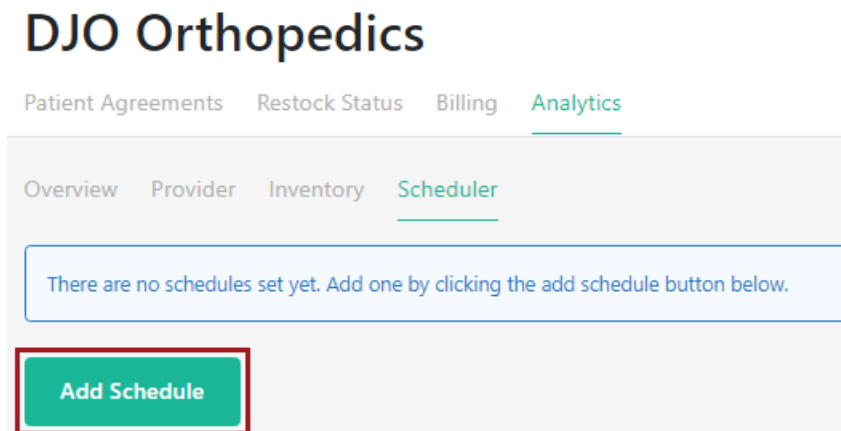 DJO Orthopedics
Patient Agreements Restock Status Billing Analytics
Overview Provider Inventory Scheduler
There are no schedules set yet. Add one by clicking the add schedule button below.
Add Schedule